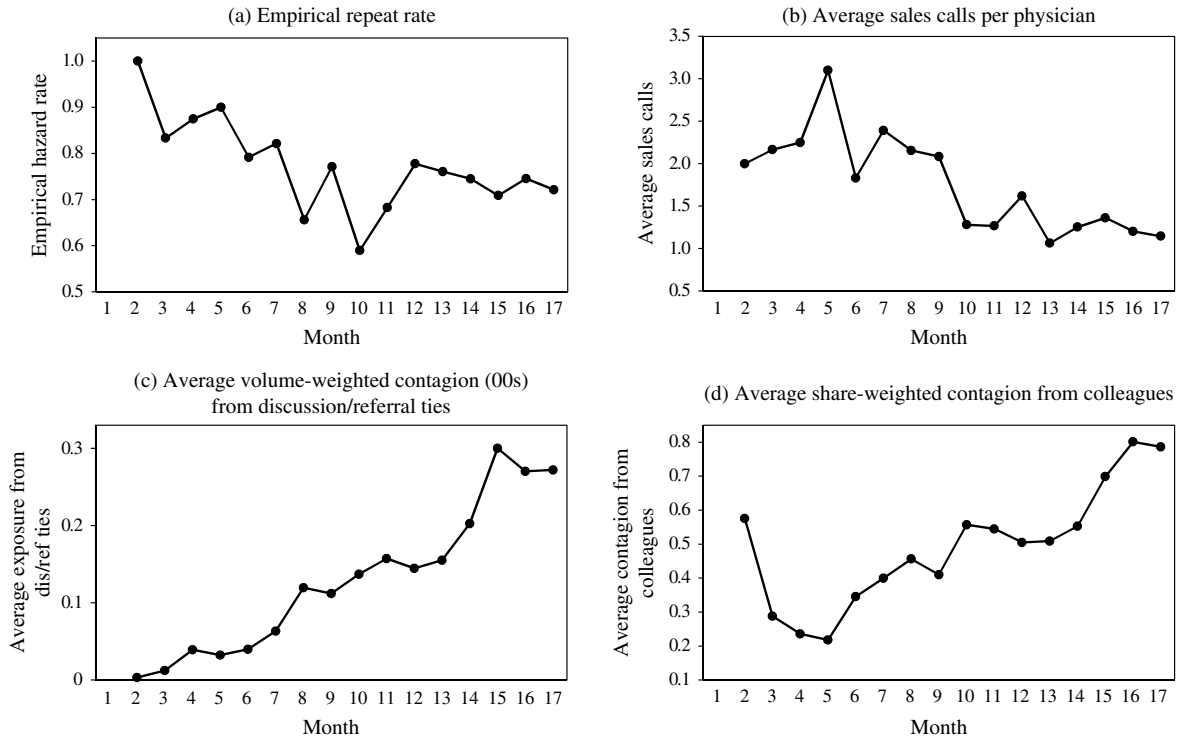 (a) Empirical repeat rate
Empirical hazard rate
1.0
0.9
0.8
0.7
0.6
0.5
1 2 3 4 5 6 7 8 9 10 11 12 13 14 15 16 17
Month
(b) Average sales calls per physician
Average sales calls
3.5
3.0
2.5
2.0
1.5
1.0
0.5
1 2 3 4 5 6 7 8 9 10 11 12 13 14 15 16 17
Month
(c) Average volume-weighted contagion (00s)
from discussion/referral ties
Average exposure from
dis/ref ties
0.3
0.2
0.1
0
1 2 3 4 5 6 7 8 9 10 11 12 13 14 15 16 17
Month
(d) Average share-weighted contagion from colleagues
Average contagion from
colleagues
0.8
0.7
0.6
0.5
0.4
0.3
0.2
0.1
1 2 3 4 5 6 7 8 9 10 11 12 13 14 15 16 17
Month